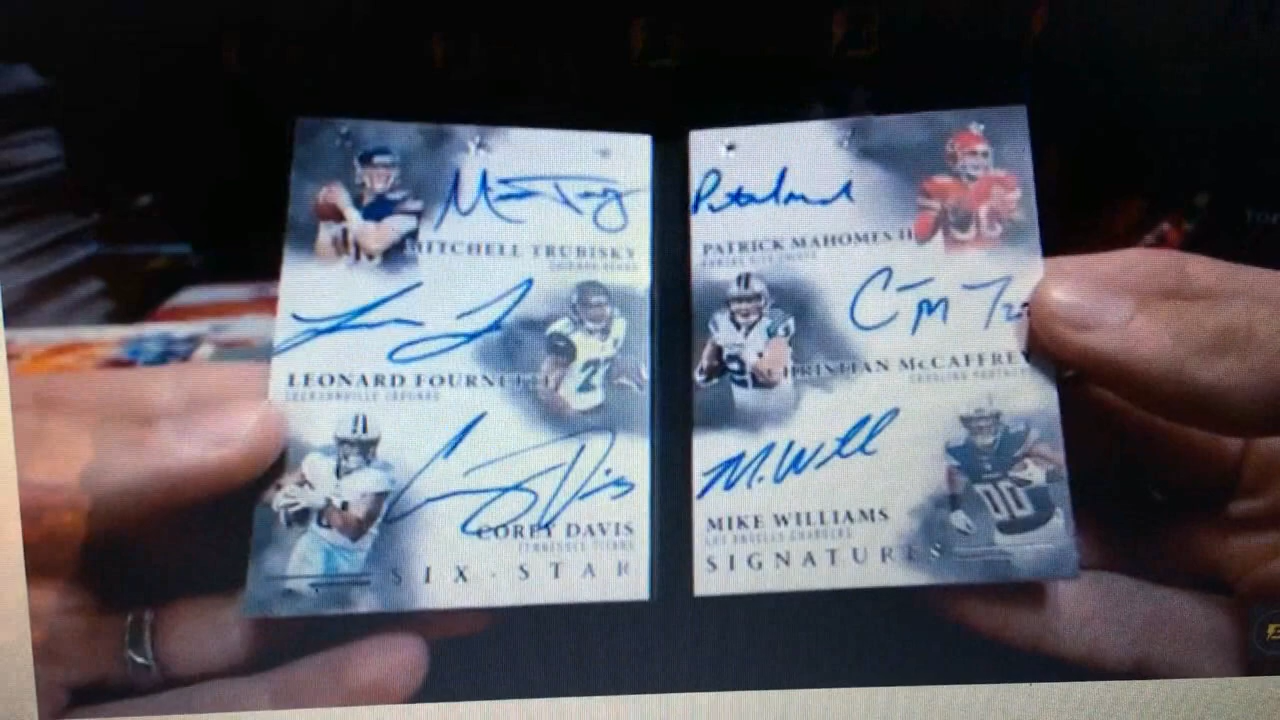 MITCHELL TRUBISKY
CHICAGO BEARS
LEONARD FOURNETTE
JACKSONVILLE JAGUARS
COREY DAVIS
TENNESSEE TITANS
SIX-STAR
PATRICK MAHOMES II
KANSAS CITY CHIEFS
CHRISTIAN McCAFFREY
CAROLINA PANTHERS
M. Will
MIKE WILLIAMS
LOS ANGELES CHARGERS
SIGNATURES